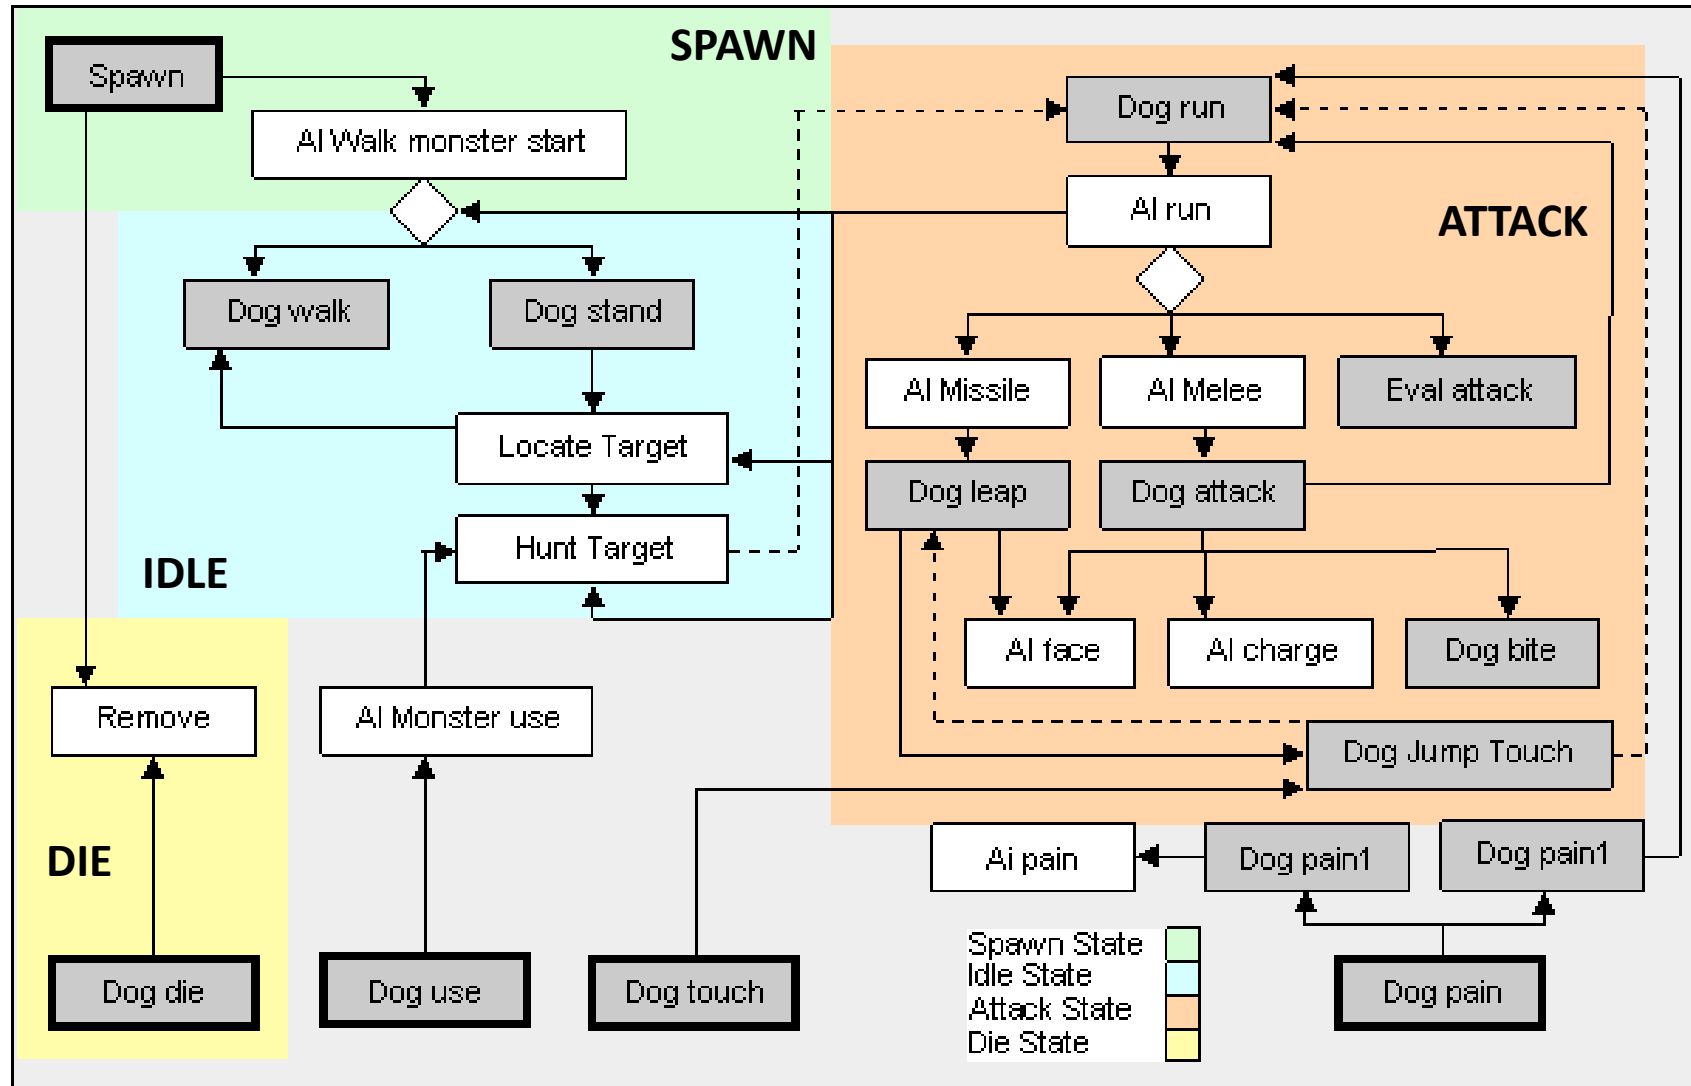 SPAWN
Spawn
AI Walk monster start
Dog run
AI run
ATTACK
Dog walk
Dog stand
AI Missile
AI Melee
Eval attack
Locate Target
Dog leap
Dog attack
Hunt Target
IDLE
AI face
AI charge
Dog bite
Remove
AI Monster use
Dog Jump Touch
DIE
Ai pain
Dog pain1
Dog pain1
Spawn State
Idle State
Attack State
Die State
Dog die
Dog use
Dog touch
Dog pain